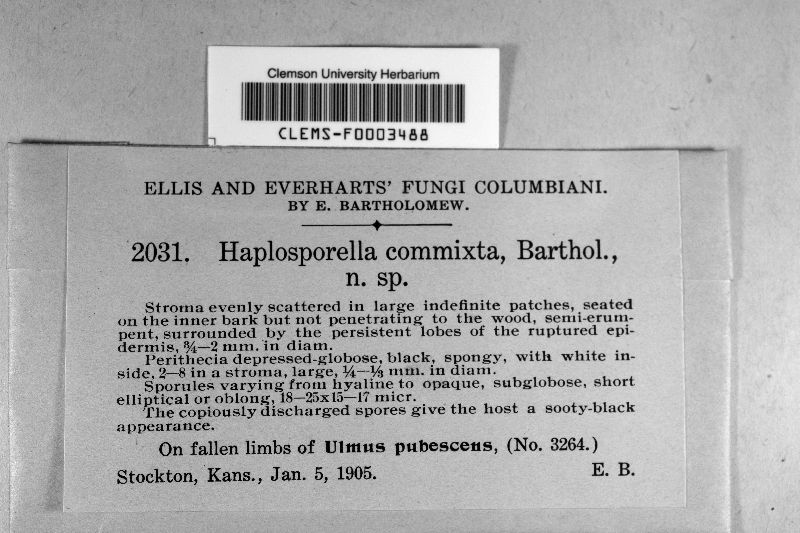 Clemson University Herbarium
CLEMS-F0003488
ELLIS AND EVERHARTS' FUNGI COLUMBIANI.
BY E. BARTHOLOMEW.
2031. Haplosporella commixta, Barthol.,
n. sp.
Stroma evenly scattered in large indefinite patches, seated
on the inner bark but not penetrating to the wood, semi-erum-
pent, surrounded by the persistent lobes of the ruptured epi-
dermis, ¾—2 mm. in diam.
Perithecia depressed-globose, black, spongy, with white in-
side, 2—8 in a stroma, large, ¼—⅓ mm. in diam.
Sporules varying from hyaline to opaque, subglobose, short
elliptical or oblong, 18—25x15—17 micr.
The copiously discharged spores give the host a sooty-black
appearance.
On fallen limbs of Ulmus pubescens, (No. 3264.)
Stockton, Kans., Jan. 5, 1905. E. B.